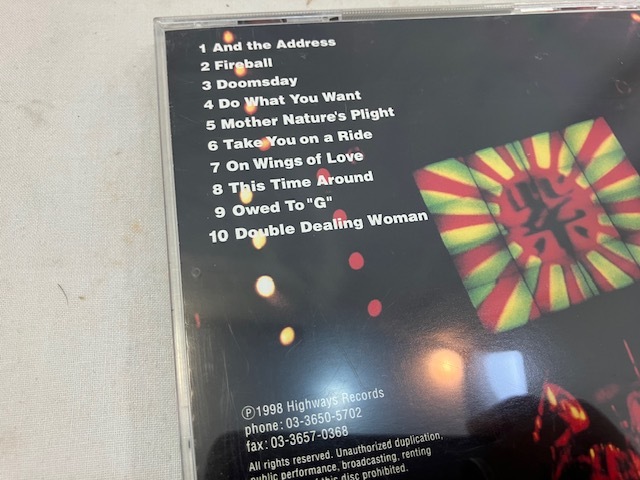 1 And the Address
2 Fireball
3 Doomsday
4 Do What You Want
5 Mother Nature's Plight
6 Take You on a Ride
7 On Wings of Love
8 This Time Around
9 Owed To "G"
10 Double Dealing Woman
Ⓟ1998 Highways Records
phone: 03-3650-5702
fax: 03-3657-0368
All rights reserved. Unauthorized duplication,
public performance, broadcasting, renting
of this disc prohibited.